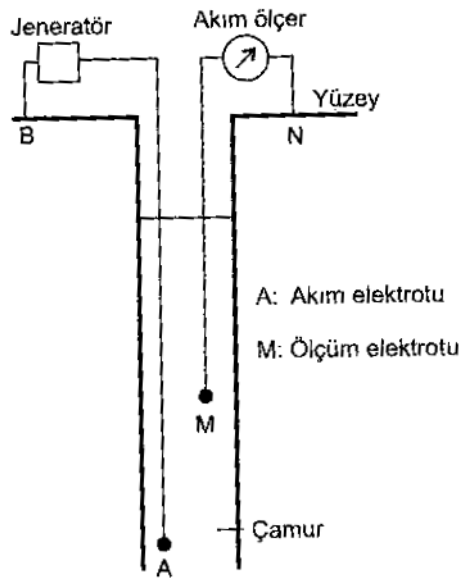 Jeneratör
Akım ölçer
Yüzey
B
N
A: Akım elektrotu
M: Ölçüm elektrotu
M
Çamur
A